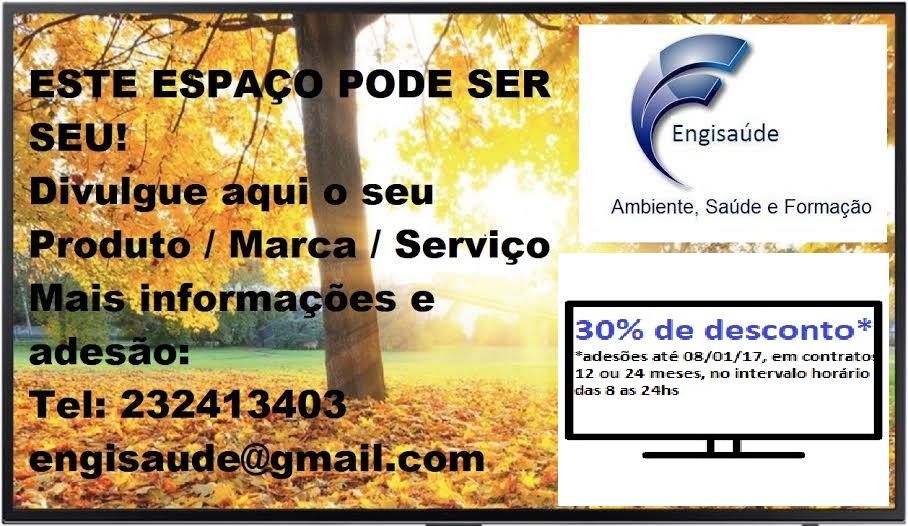 ESTE ESPAÇO PODE SER
SEU!
Divulgue aqui o seu
Produto / Marca / Serviço
Mais informações e
adesão:
Tel: 232413403
engisaude@gmail.com
Engisaúde
Ambiente, Saúde e Formação
30% de desconto*
*adesões até 08/01/17, em contratos
12 ou 24 meses, no intervalo horário
das 8 as 24hs